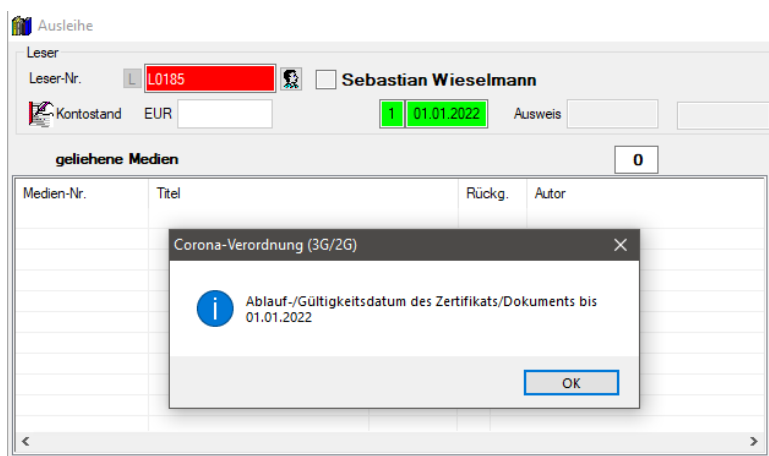 Ausleihe
Leser
Leser-Nr. L L0185 Sebastian Wieselmann
Kontostand EUR 1 01.01.2022 Ausweis
geliehene Medien 0
Medien-Nr. Titel Rückg. Autor
Corona-Verordnung (3G/2G)
Ablauf-/Gültigkeitsdatum des Zertifikats/Dokuments bis
01.01.2022
OK